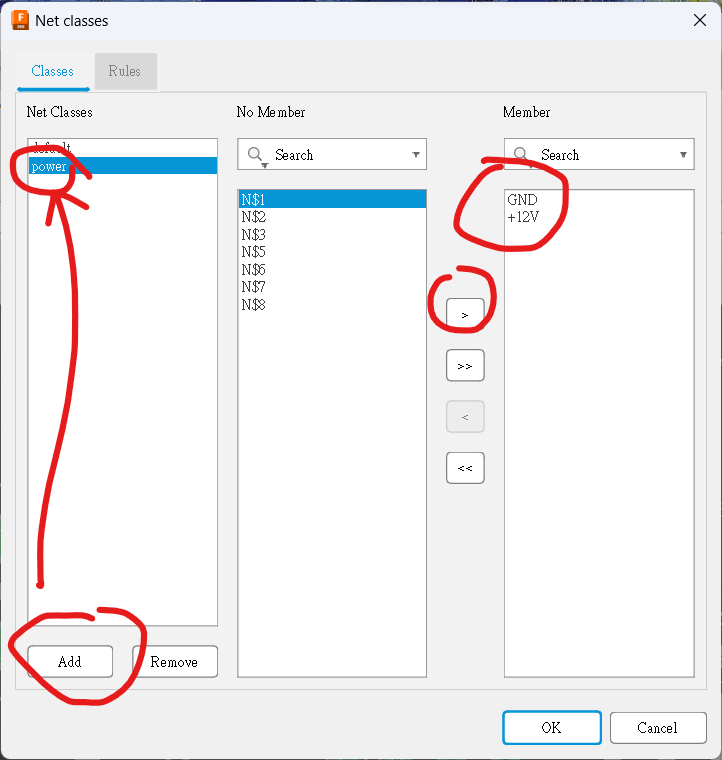 Net classes
Classes
Rules
Net Classes
No Member
Member
default
power
Search
N$1
N$2
N$3
N$5
N$6
N$7
N$8
>
>>
<
<<
Search
GND
+12V
Add
Remove
OK
Cancel